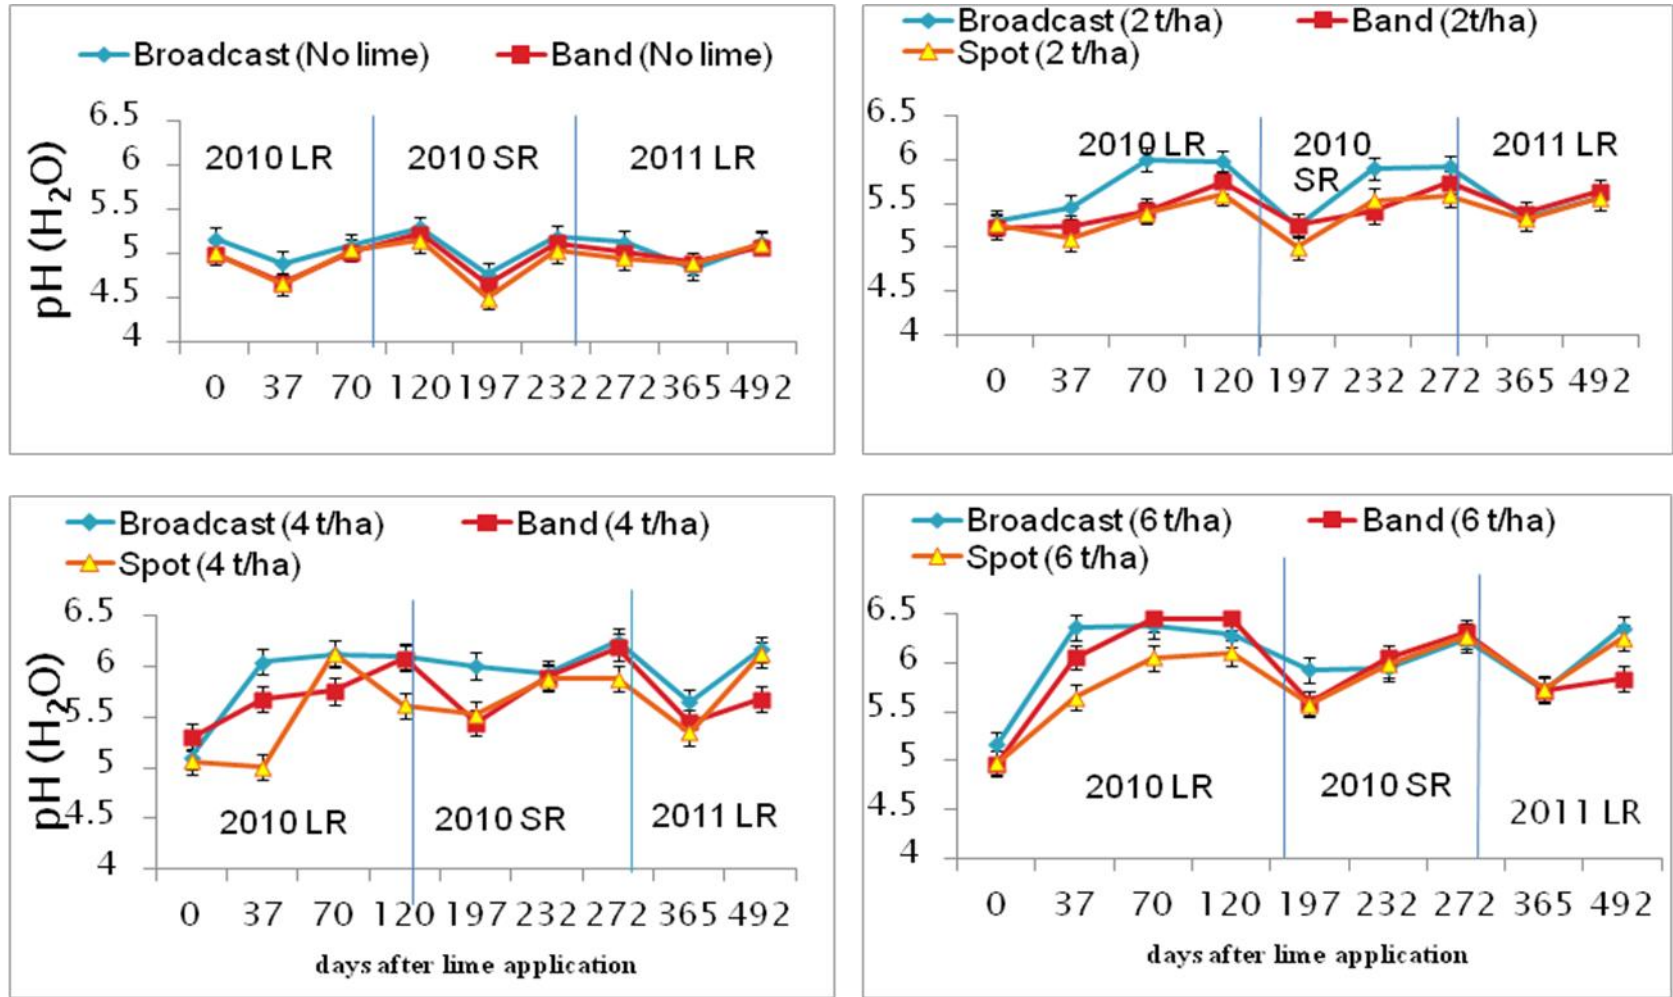 Broadcast (No lime) Band (No lime)
6.5
6
5.5
5
4.5
4
pH (H₂O)
2010 LR 2010 SR 2011 LR
0 37 70 120 197 232 272 365 492
Broadcast (2 t/ha) Band (2t/ha)
Spot (2 t/ha)
6.5
6
5.5
5
4.5
4
2010 LR 2010 2011 LR
SR
0 37 70 120 197 232 272 365 492
Broadcast (4 t/ha) Band (4 t/ha)
Spot (4 t/ha)
6.5
6
5.5
5
4.5
4
pH (H₂O)
2010 LR 2010 SR 2011 LR
0 37 70 120 197 232 272 365 492
days after lime application
Broadcast (6 t/ha) Band (6 t/ha)
Spot (6 t/ha)
6.5
6
5.5
5
4.5
4
2010 LR 2010 SR 2011 LR
0 37 70 120 197 232 272 365 492
days after lime application